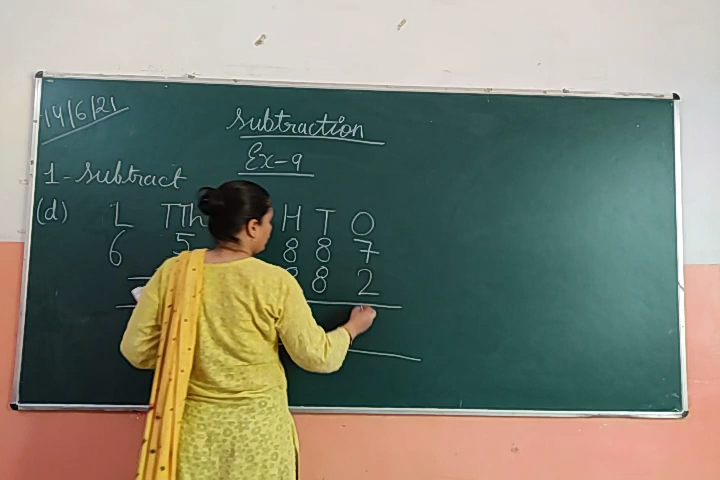 14/6/21
Subtraction
Ex-9
1- Subtract
(d) L TTh H T O
6 5 8 8 7
8 8 2